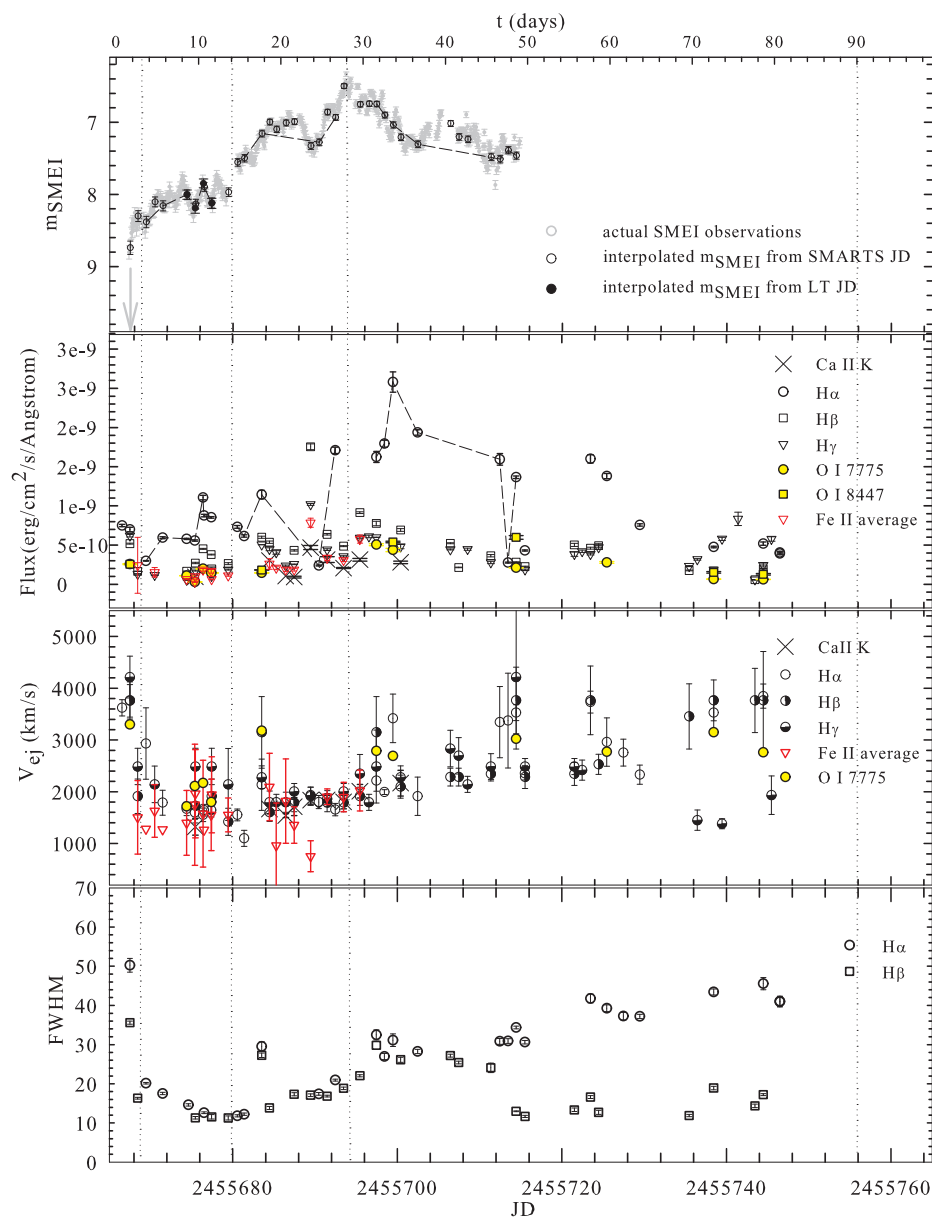 t (days)
0 10 20 30 40 50 60 70 80 90
7
8
9
mSMEI
actual SMEI observations
interpolated mSMEI from SMARTS JD
interpolated mSMEI from LT JD
3e-9
3e-9
2e-9
2e-9
1e-9
5e-10
0
Flux(erg/cm²/s/Angstrom)
Ca II K
Hα
Hβ
Hγ
O I 7775
O I 8447
Fe II average
5000
4000
3000
2000
1000
Vej (km/s)
CaII K
Hα
Hβ
Hγ
Fe II average
O I 7775
70
60
50
40
30
20
10
0
FWHM
Hα
Hβ
2455680 2455700 2455720 2455740 2455760
JD